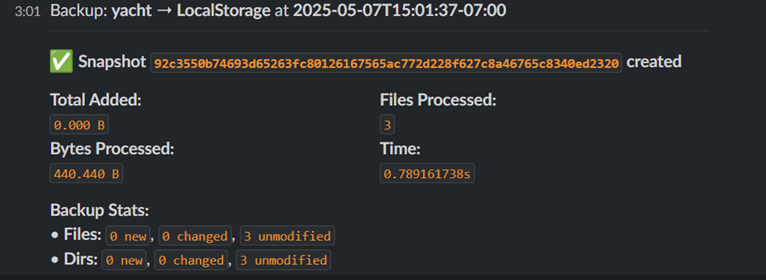 3:01 Backup: yacht → LocalStorage at 2025-05-07T15:01:37-07:00
✅ Snapshot 92c3550b74693d65263fc80126167565ac772d228f627c8a46765c8340ed2320 created
Total Added: Files Processed:
0.000 B 3
Bytes Processed: Time:
440.440 B 0.789161738s
Backup Stats:
• Files: 0 new, 0 changed, 3 unmodified
• Dirs: 0 new, 0 changed, 3 unmodified